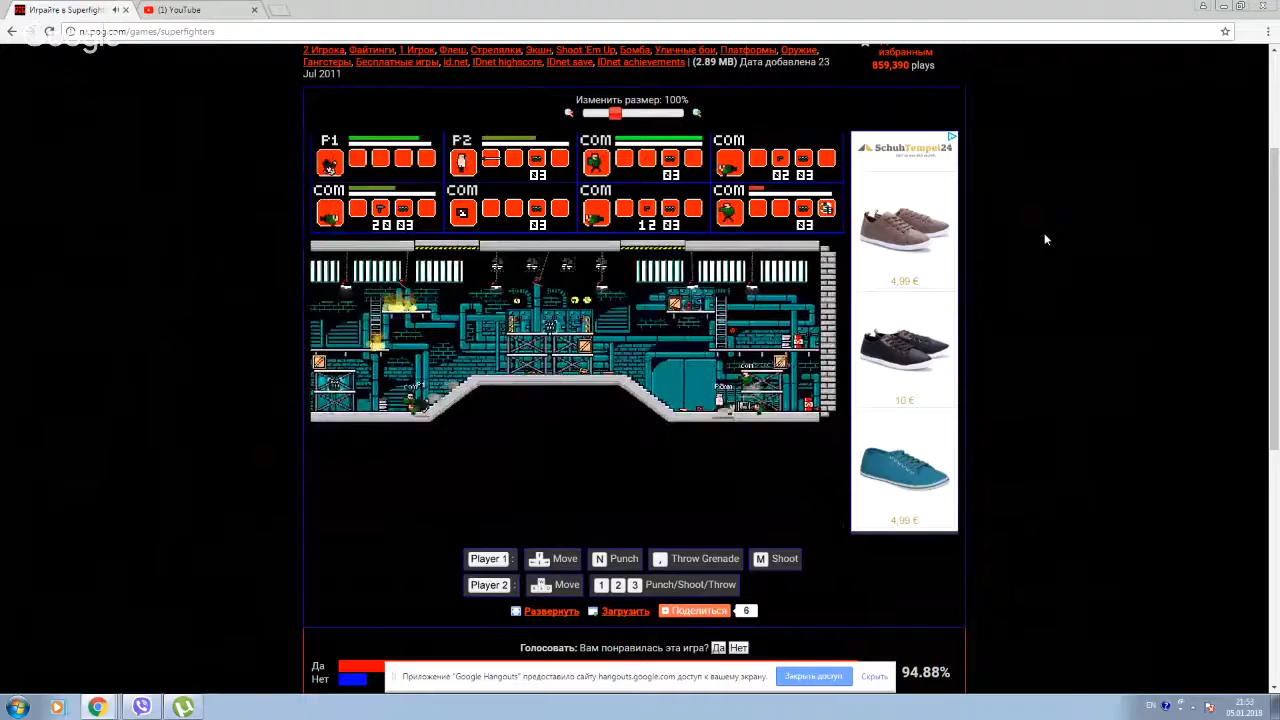 Играйте в Superfight
(1) YouTube
ru.pog.com/games/superfighters
Google
2 Игрока, Файтинги, 1 Игрок, Флеш, Стрелялки, Экшн, Shoot 'Em Up, Бомба, Уличные бои, Платформы, Оружие,
Гангстеры, Бесплатные игры, id.net, IDnet highscore, IDnet save, IDnet achievements | (2.89 MB) Дата добавлена 23
Jul 2011
избранным
859,390 plays
Изменить размер: 100%
P1 P2 COM COM
03 03 02 03
COM COM COM COM
20 03 03 12 03 03
SchuhTempel24
4,99 €
10 €
4,99 €
Player 1 : Move N Punch , Throw Grenade M Shoot
Player 2 : Move 1 2 3 Punch/Shoot/Throw
Развернуть Загрузить Поделиться 6
Голосовать: Вам понравилась эта игра? Да Нет
Да
Нет
94.88%
Приложение "Google Hangouts" предоставило сайту hangouts.google.com доступ к вашему экрану. Закрыть доступ Скрыть
EN 21:53
05.01.2018